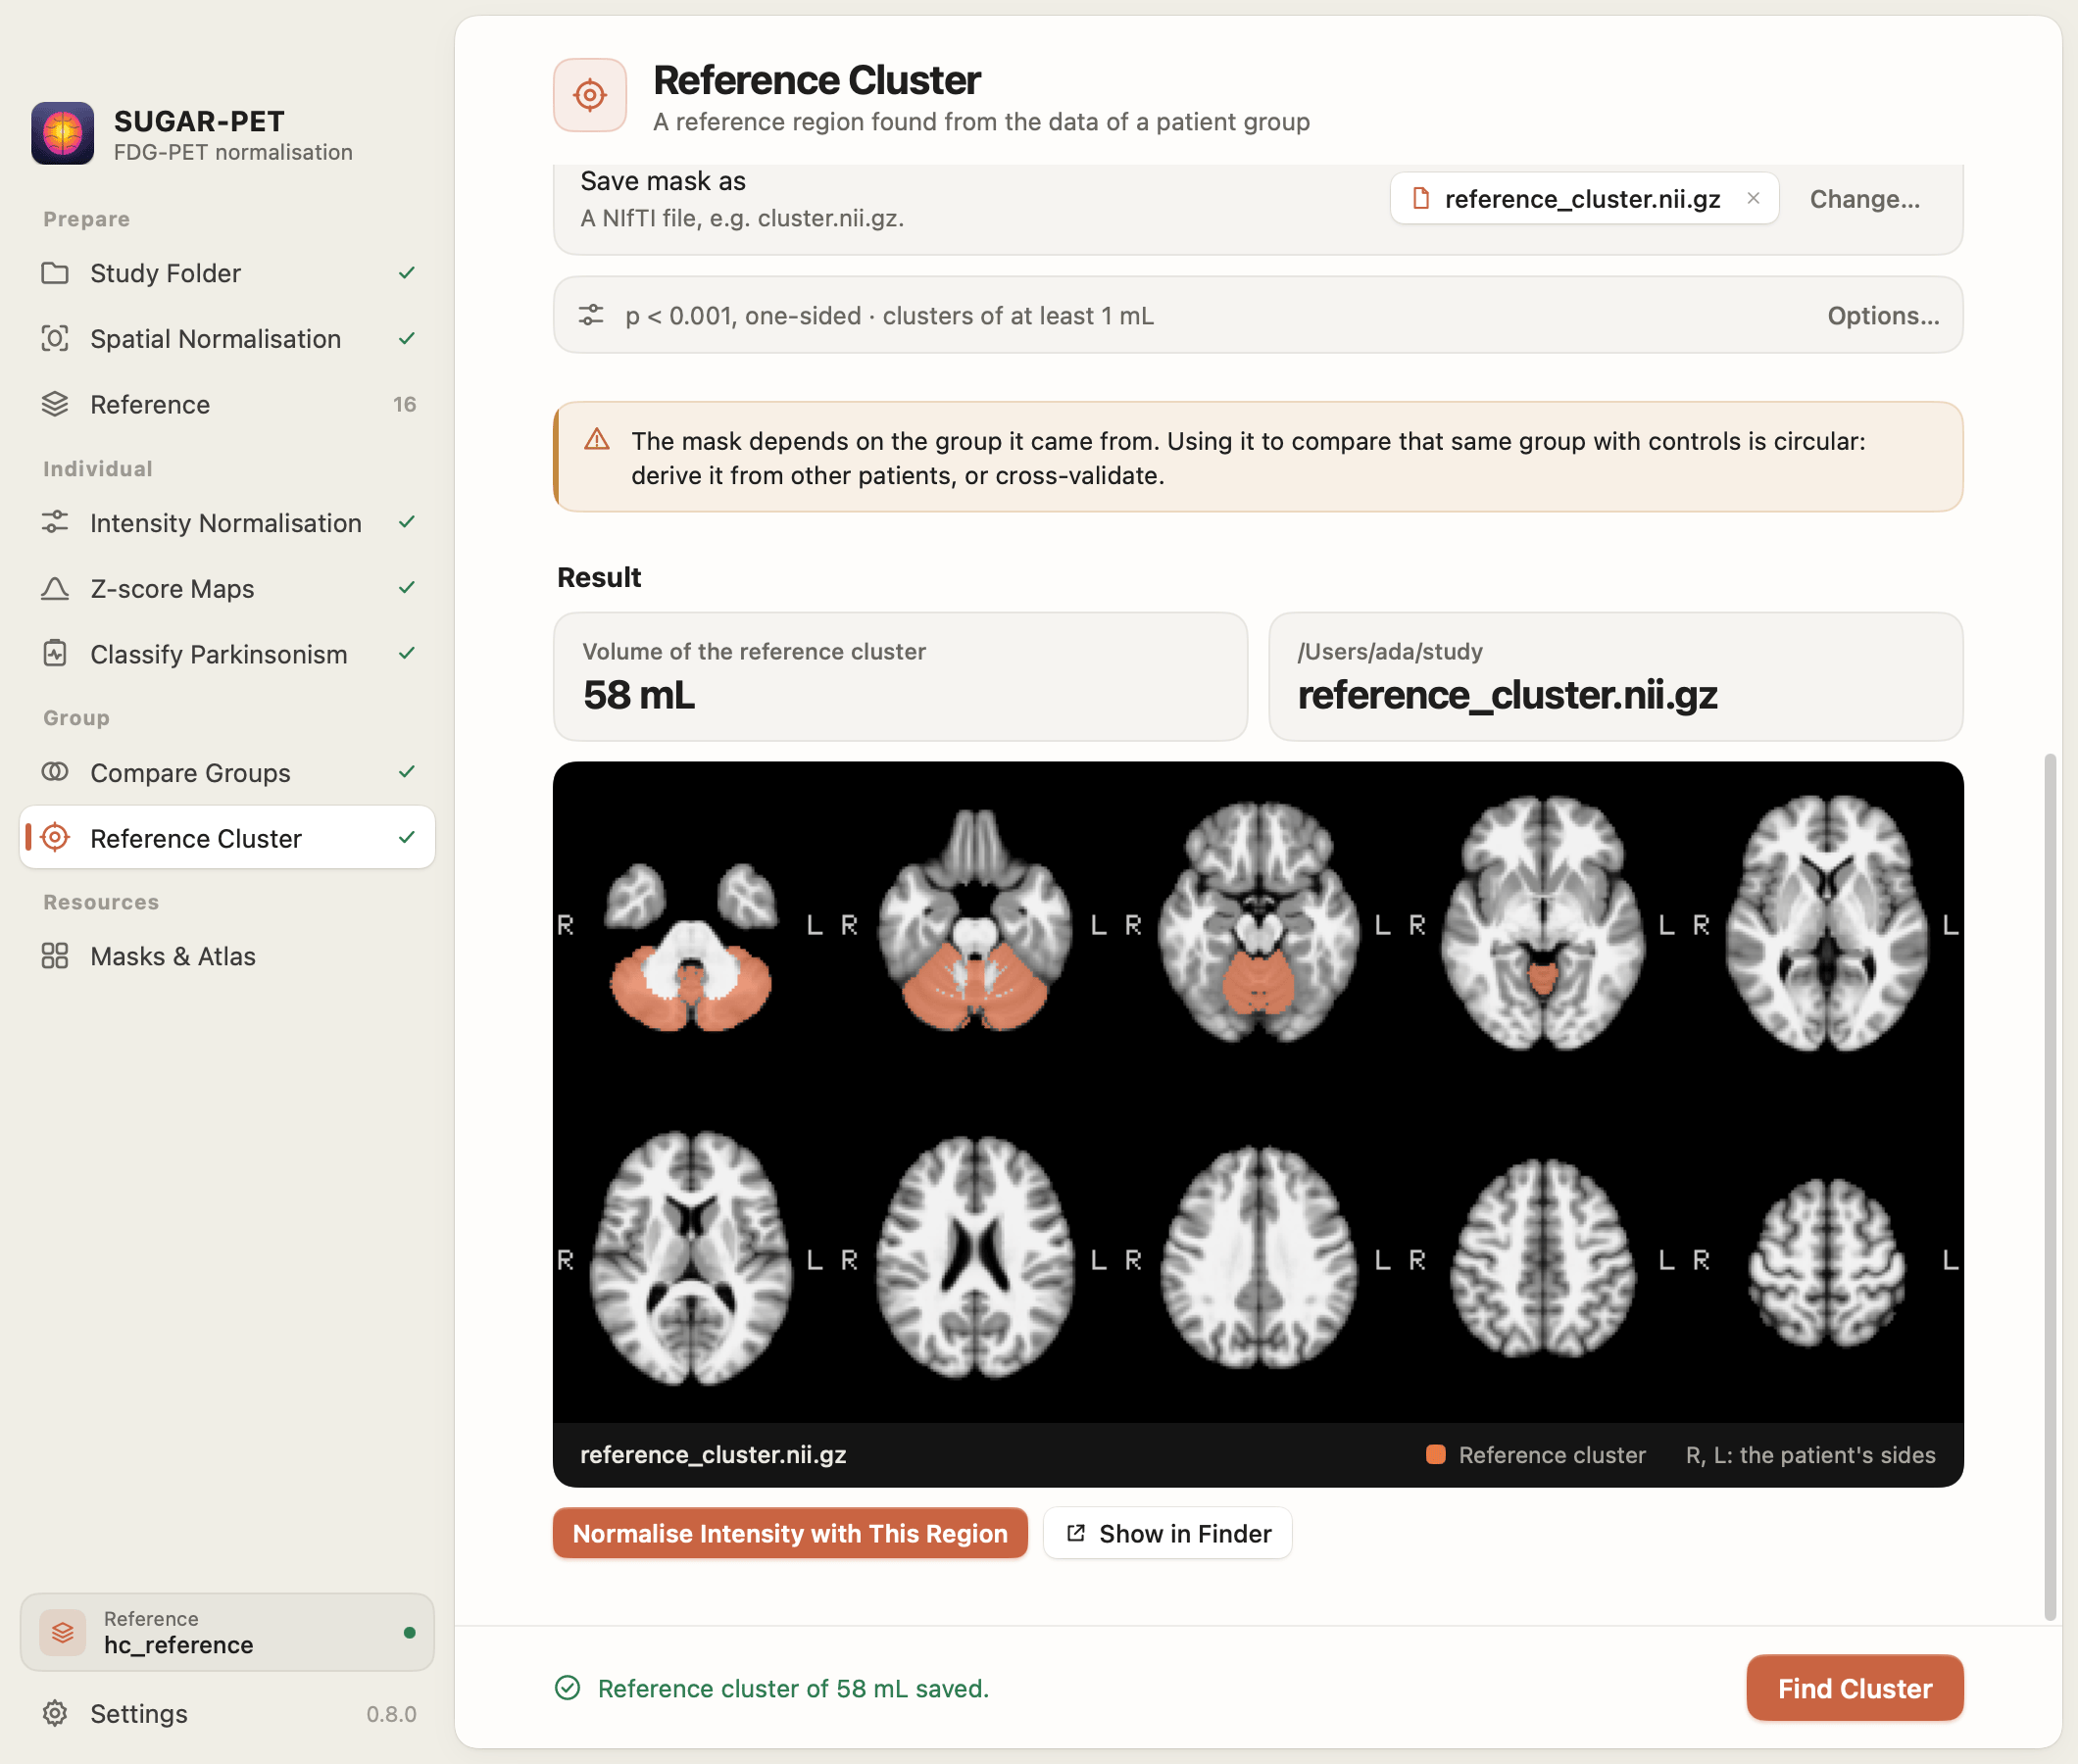 SUGAR-PET
FDG-PET normalisation
Prepare
Study Folder
Spatial Normalisation
Reference 16
Individual
Intensity Normalisation
Z-score Maps
Classify Parkinsonism
Group
Compare Groups
Reference Cluster
Resources
Masks & Atlas
Reference
hc_reference
Settings 0.8.0
Reference Cluster
A reference region found from the data of a patient group
Save mask as
A NIfTI file, e.g. cluster.nii.gz.
reference_cluster.nii.gz × Change...
p < 0.001, one-sided · clusters of at least 1 mL Options...
The mask depends on the group it came from. Using it to compare that same group with controls is circular:
derive it from other patients, or cross-validate.
Result
Volume of the reference cluster
58 mL
/Users/ada/study
reference_cluster.nii.gz
R L R L R L R L R L
R L R L R L R L R L
reference_cluster.nii.gz Reference cluster R, L: the patient's sides
Normalise Intensity with This Region Show in Finder
Reference cluster of 58 mL saved. Find Cluster